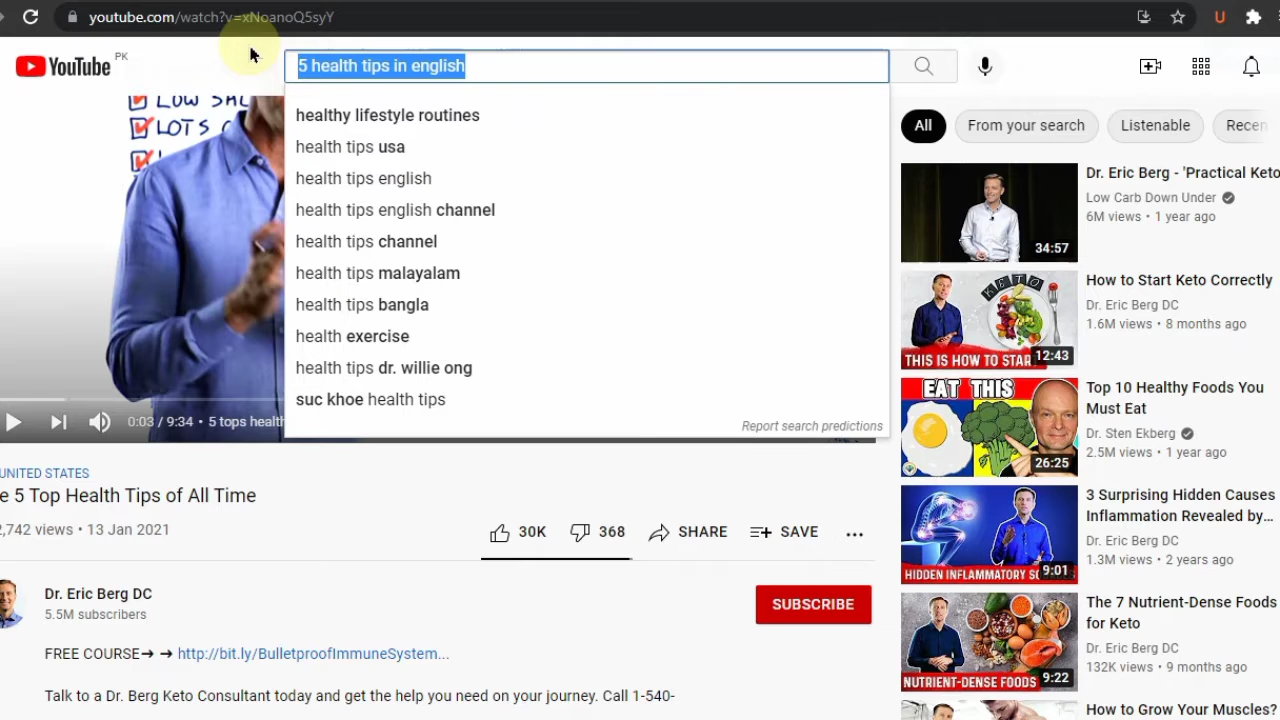 youtube.com/watch?v=xNoanoQ5syY
U
YouTube PK
5 health tips in english
healthy lifestyle routines
health tips usa
health tips english
health tips english channel
health tips channel
health tips malayalam
health tips bangla
health exercise
health tips dr. willie ong
suc khoe health tips
Report search predictions
LOW SAL
LOTS
0:03 / 9:34 • 5 tops health
UNITED STATES
e 5 Top Health Tips of All Time
2,742 views • 13 Jan 2021
30K
368
SHARE
SAVE
Dr. Eric Berg DC
5.5M subscribers
SUBSCRIBE
FREE COURSE➔ ➔ http://bit.ly/BulletproofImmuneSystem...
Talk to a Dr. Berg Keto Consultant today and get the help you need on your journey. Call 1-540-
All
From your search
Listenable
Recen
34:57
Dr. Eric Berg - 'Practical Keto
Low Carb Down Under
6M views • 1 year ago
KETO
THIS IS HOW TO STAR
12:43
How to Start Keto Correctly
Dr. Eric Berg DC
1.6M views • 8 months ago
EAT THIS
26:25
Top 10 Healthy Foods You
Must Eat
Dr. Sten Ekberg
2.5M views • 1 year ago
HIDDEN INFLAMMATORY S
9:01
3 Surprising Hidden Causes
Inflammation Revealed by...
Dr. Eric Berg DC
1.3M views • 2 years ago
NUTRIENT-DENSE FOODS
9:22
The 7 Nutrient-Dense Foods
for Keto
Dr. Eric Berg DC
132K views • 9 months ago
How to Grow Your Muscles?